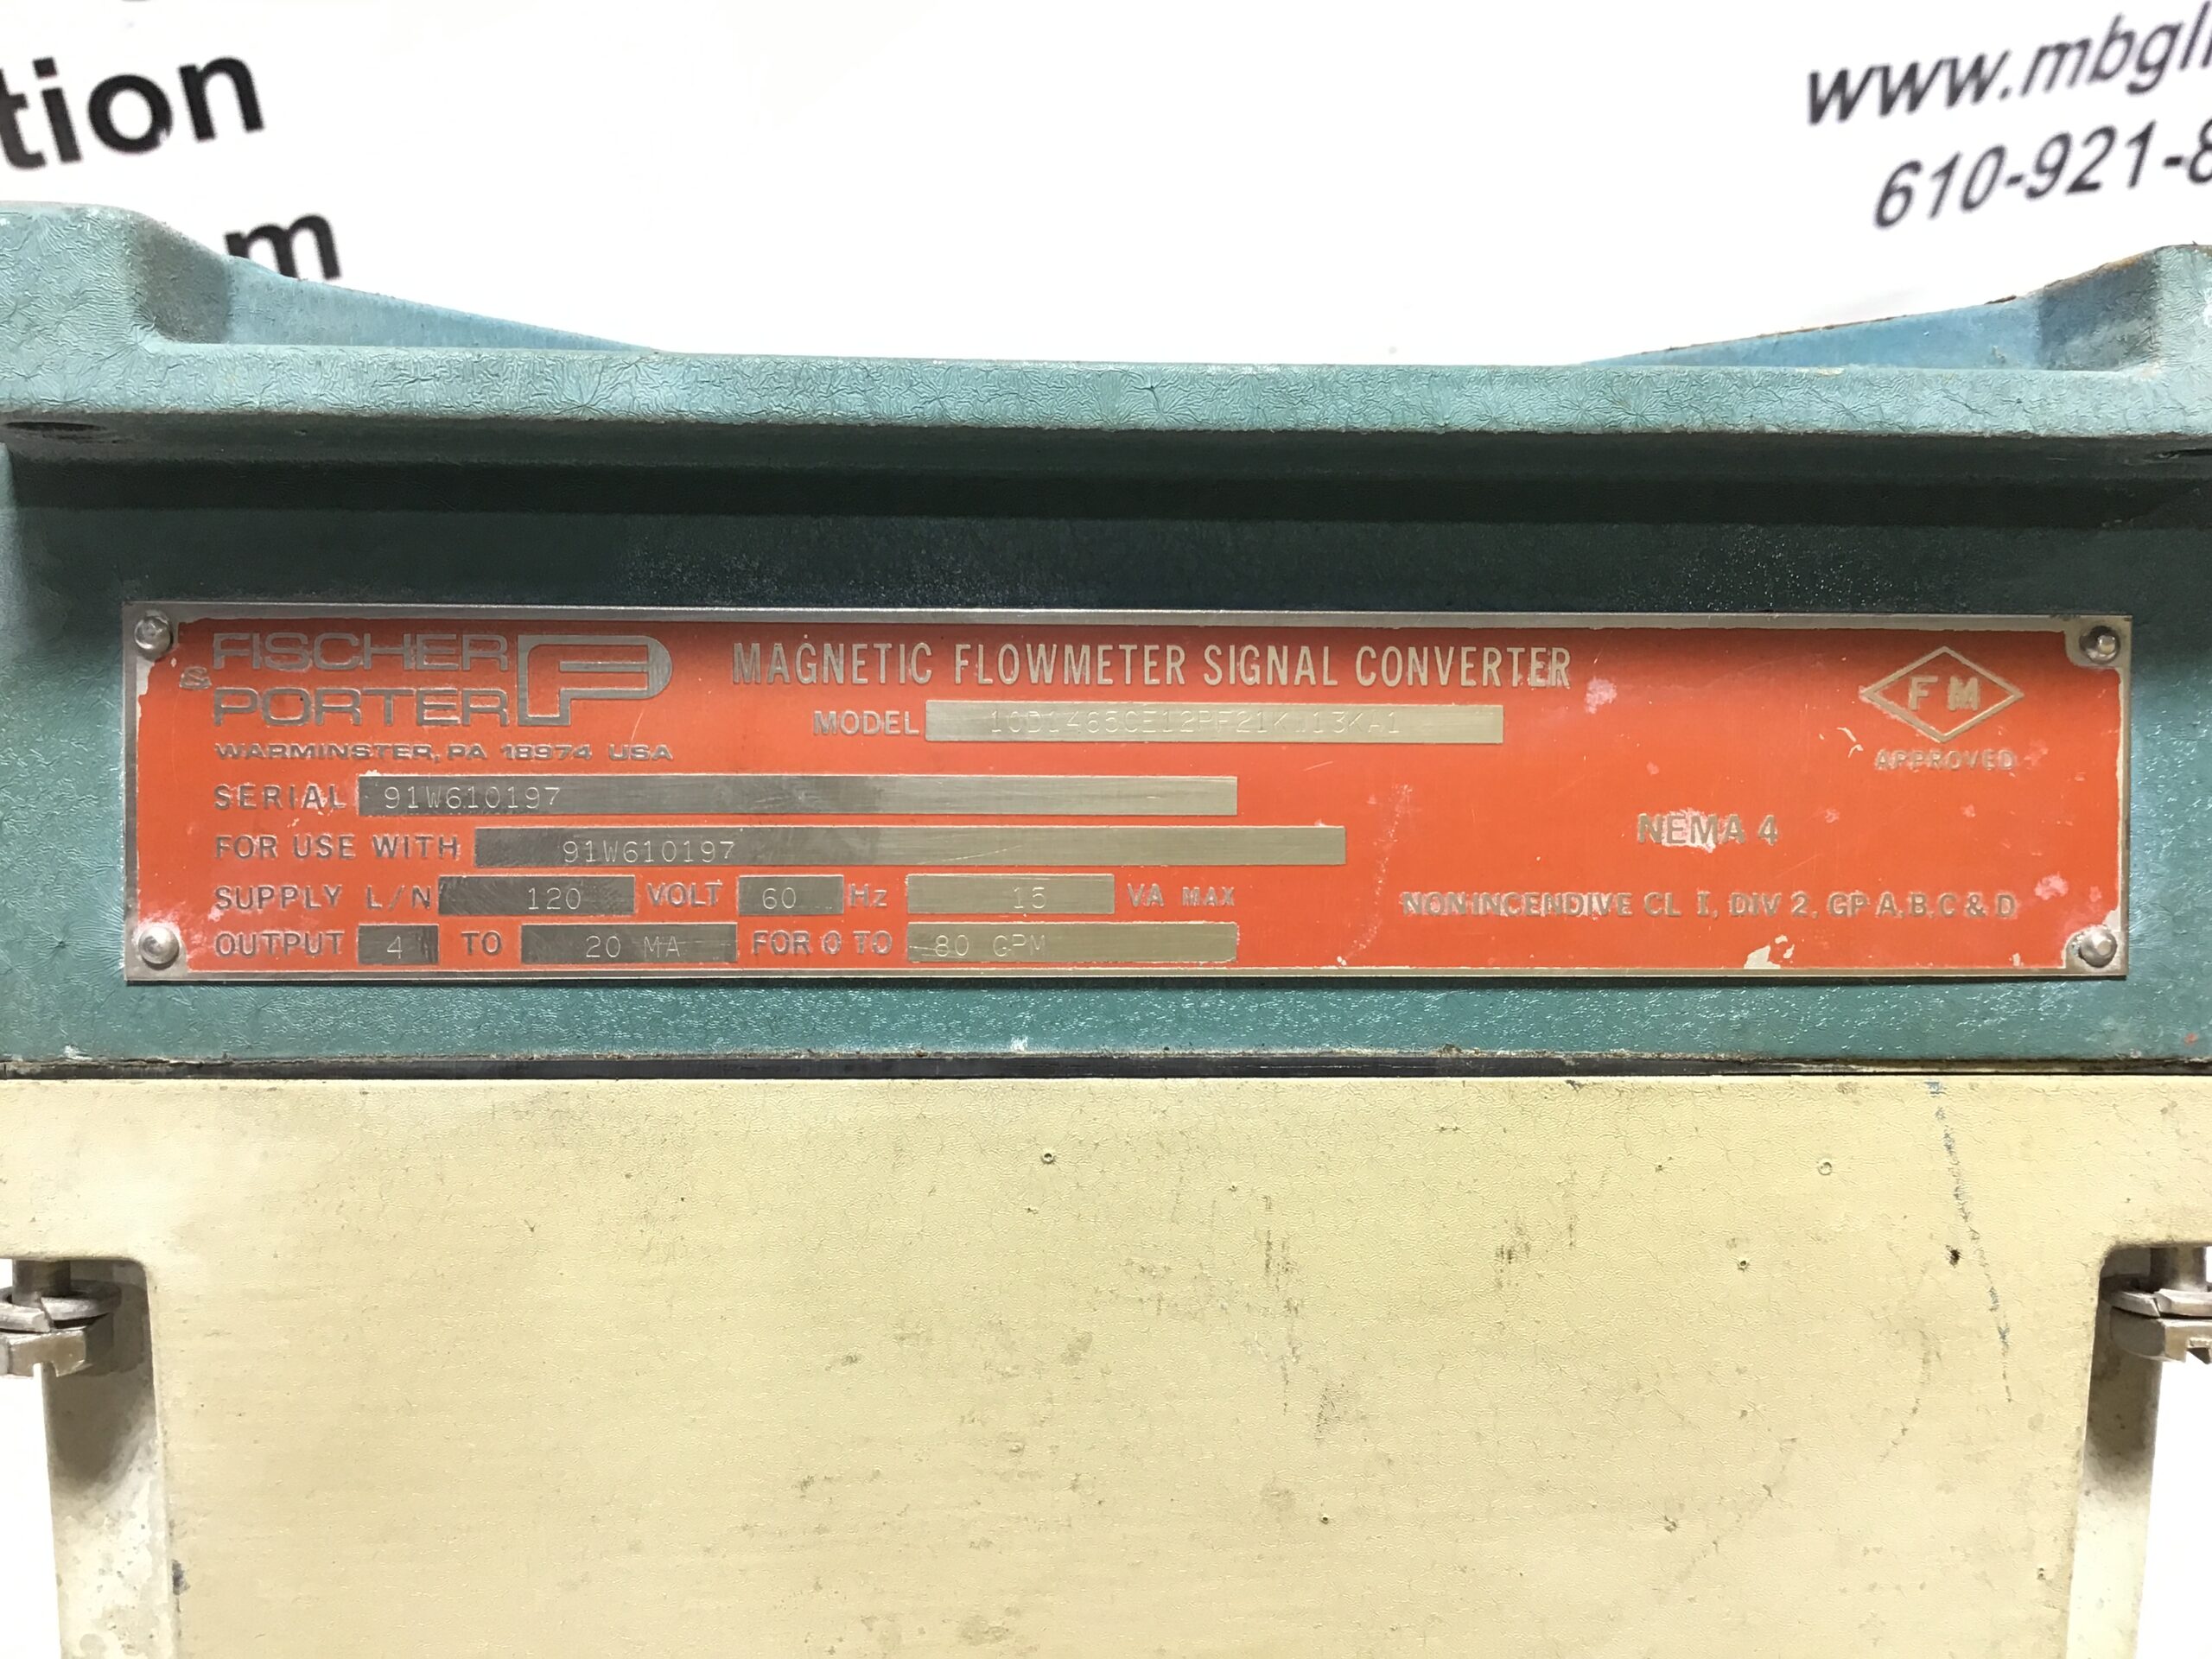 tion
m
www.mbgll
610-921-8
FISCHER
& PORTER
WARMINSTER, PA 18974 USA
MAGNETIC FLOWMETER SIGNAL CONVERTER
MODEL
SERIAL 91W610197
FOR USE WITH 91W610197
SUPPLY L/N 120 VOLT 60 Hz 15 VA MAX
OUTPUT 4 TO 20 MA FOR 0 TO 80 GPM
FM
APPROVED
NEMA 4
NONINCENDIVE CL I, DIV 2, GP A, B, C & D